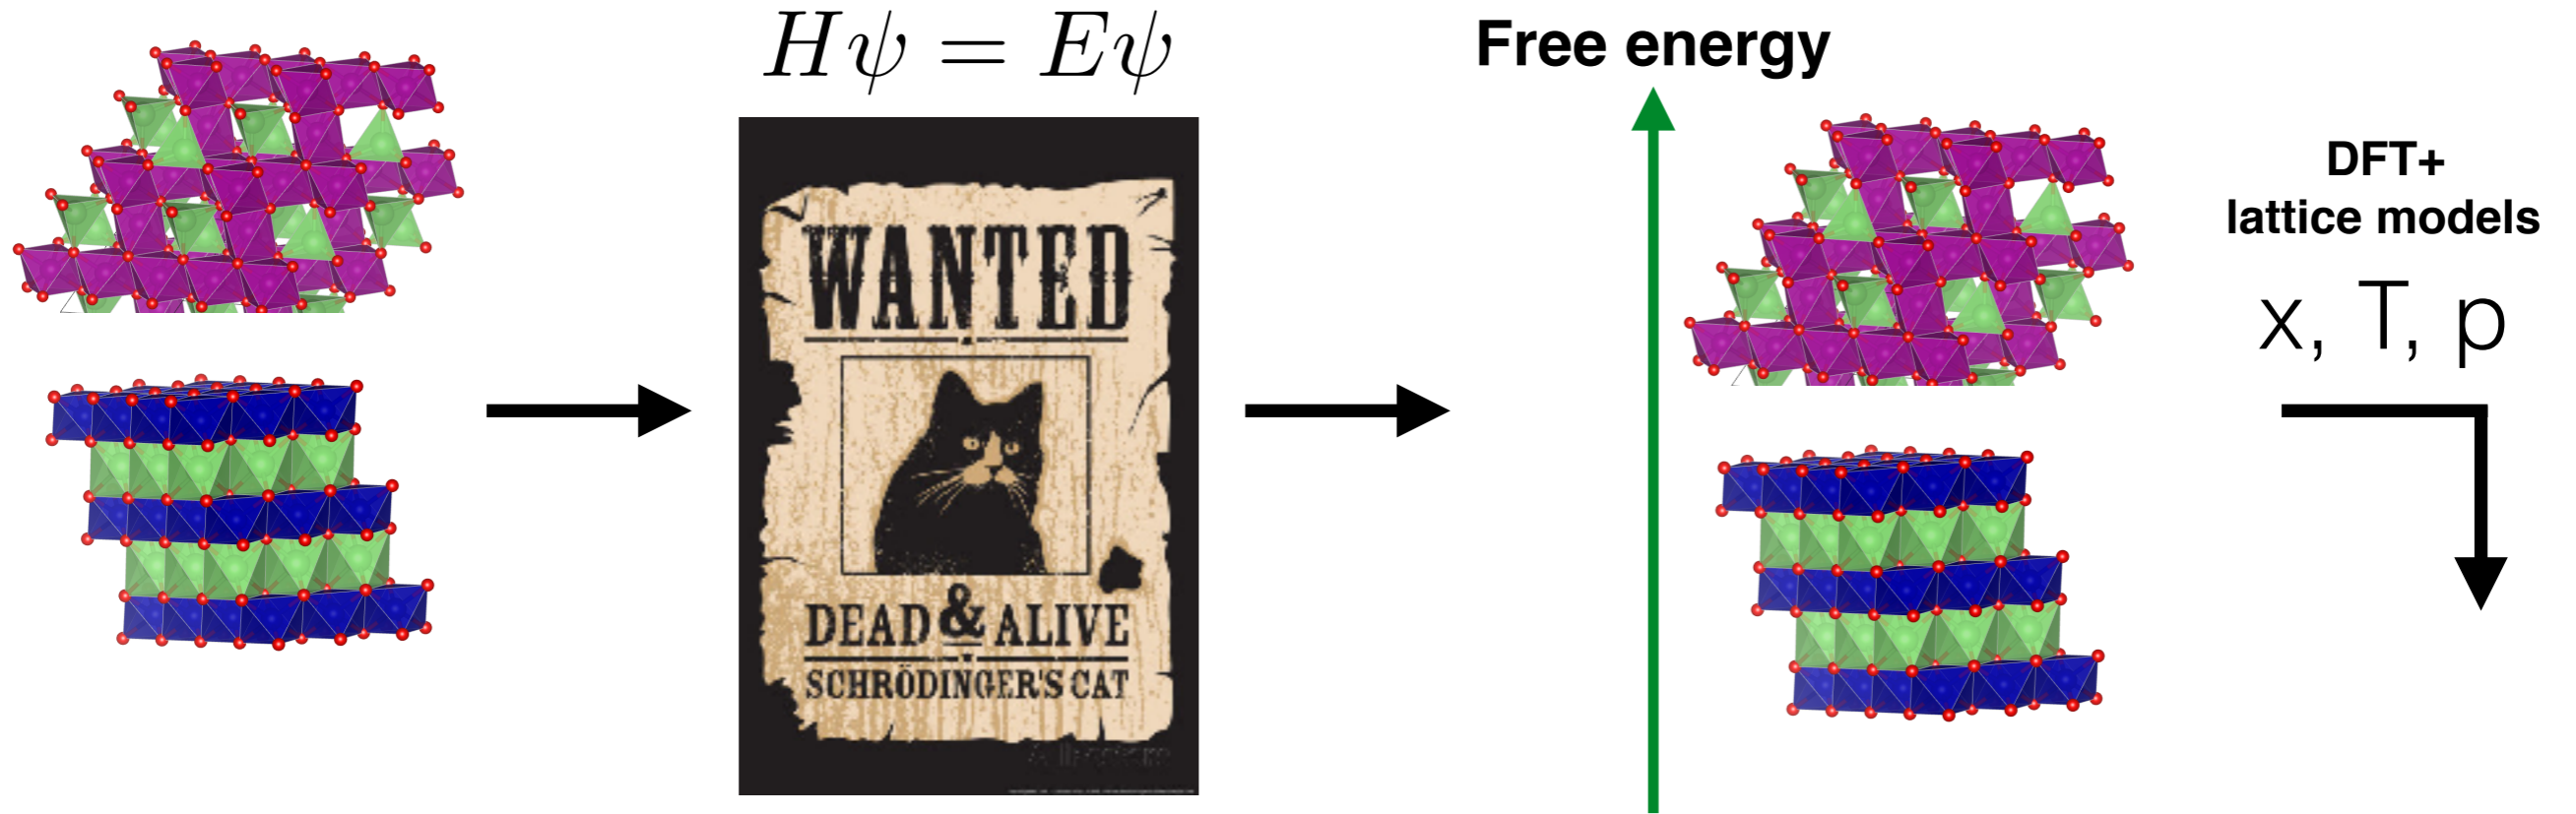 Hψ = Eψ
WANTED
DEAD & ALIVE
SCHRÖDINGER'S CAT
Free energy
DFT+
lattice models
x, T, p